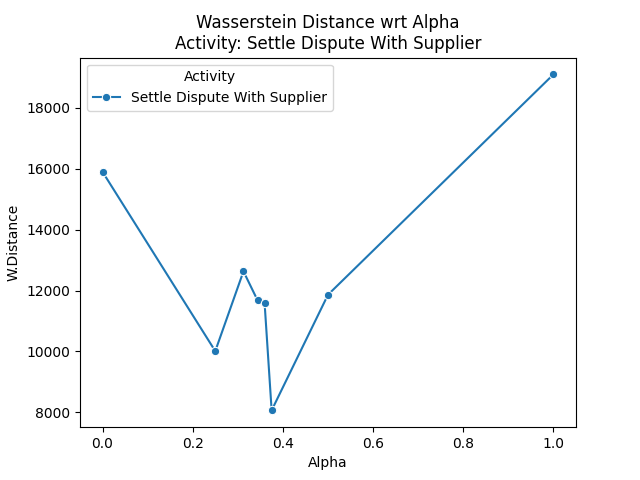 Wasserstein Distance wrt Alpha
Activity: Settle Dispute With Supplier
Activity
Settle Dispute With Supplier
W.Distance
18000
16000
14000
12000
10000
8000
0.0 0.2 0.4 0.6 0.8 1.0
Alpha